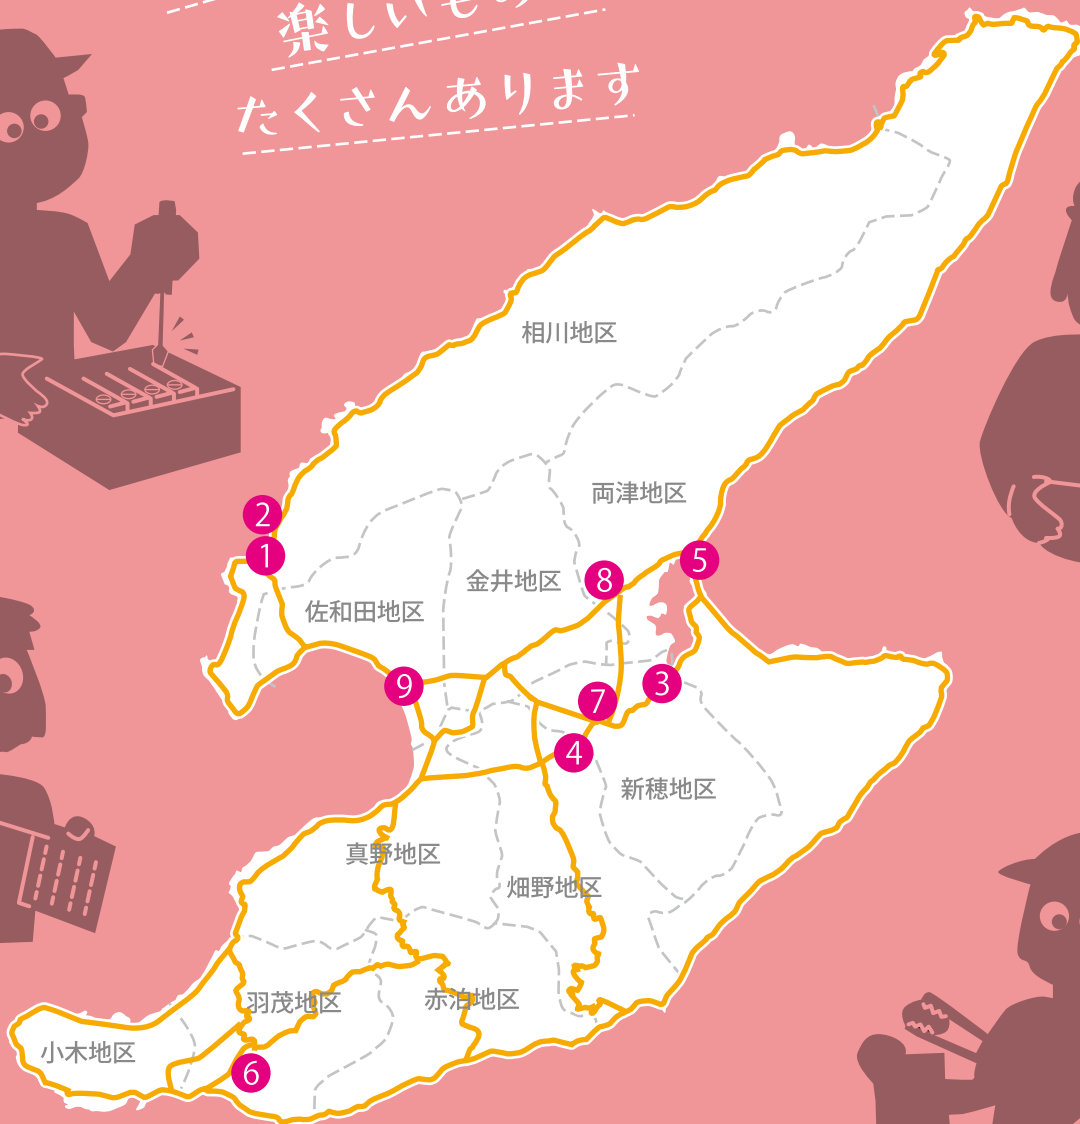 楽しいもの
たくさんあります
相川地区
両津地区
2
1
佐和田地区
金井地区
8
5
9
7
3
4
新穂地区
真野地区
畑野地区
羽茂地区
赤泊地区
小木地区
6